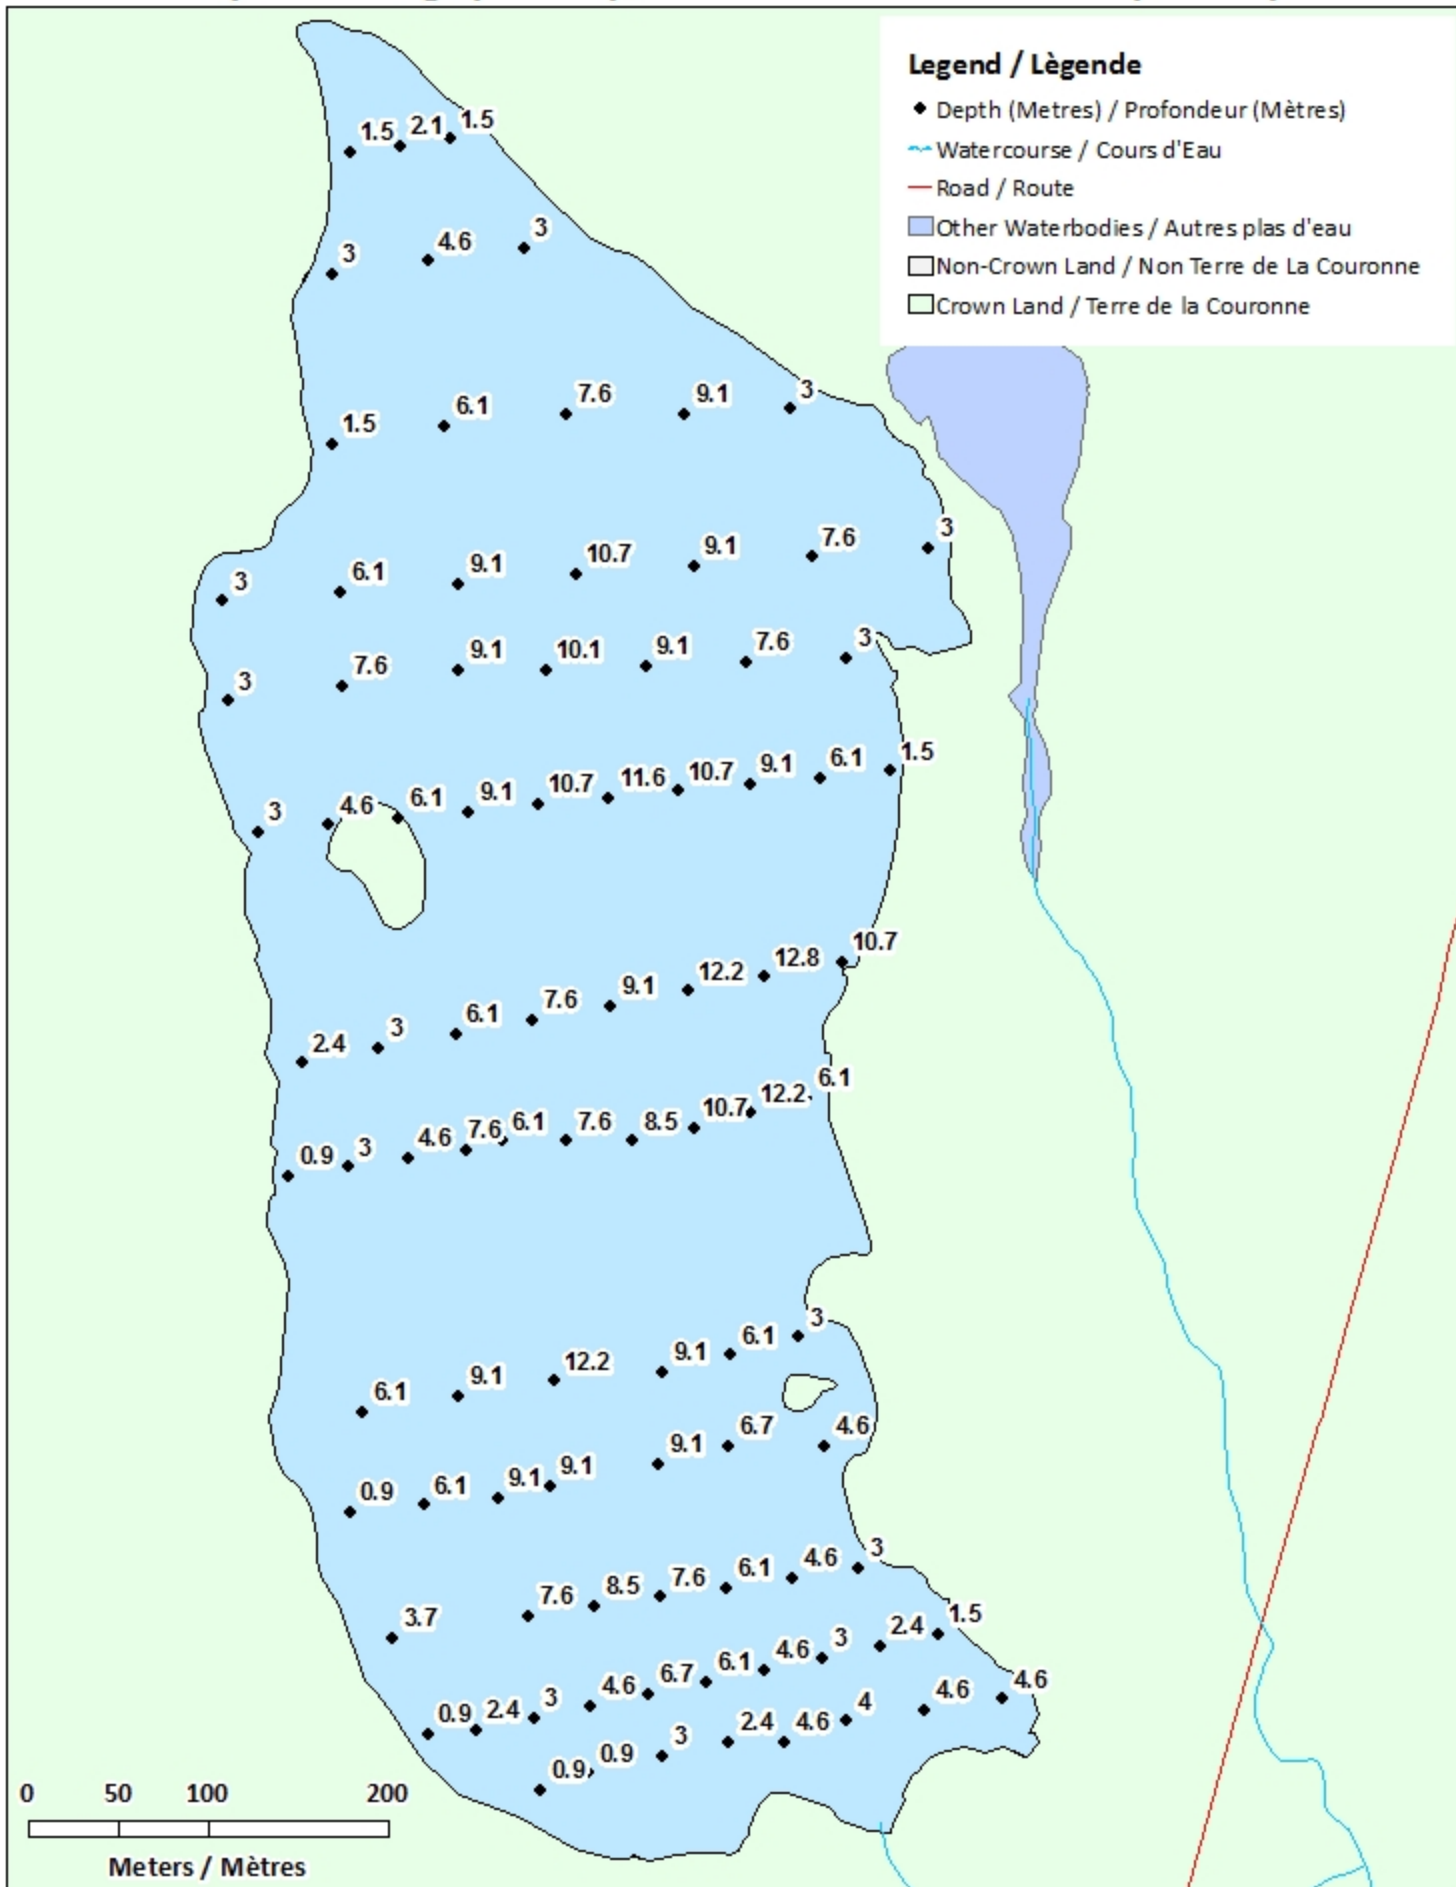 Legend / Lègende
Depth (Metres) / Profondeur (Mètres)
Watercourse / Cours d'Eau
Road / Route
Other Waterbodies / Autres plas d'eau
Non-Crown Land / Non Terre de La Couronne
Crown Land / Terre de la Couronne
1.5 2.1 1.5
3 4.6 3
1.5 6.1 7.6 9.1 3
3 6.1 9.1 10.7 9.1 7.6 3
3 7.6 9.1 10.1 9.1 7.6 3
3 4.6 6.1 9.1 10.7 11.6 10.7 9.1 6.1 1.5
2.4 3 6.1 7.6 9.1 12.2 12.8 10.7
0.9 3 4.6 7.6 6.1 7.6 8.5 10.7 12.2 6.1
6.1 9.1 12.2 9.1 6.1 3
0.9 6.1 9.1 9.1 9.1 6.7 4.6
3.7 7.6 8.5 7.6 6.1 4.6 3
0.9 2.4 3 4.6 6.7 6.1 4.6 3 2.4 1.5
0.9 0.9 3 2.4 4.6 4 4.6 4.6
0 50 100 200
Meters / Mètres